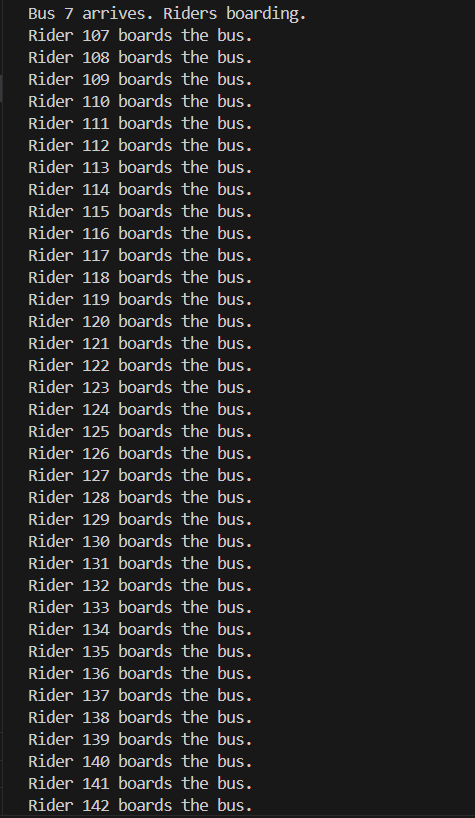 Bus 7 arrives. Riders boarding.
Rider 107 boards the bus.
Rider 108 boards the bus.
Rider 109 boards the bus.
Rider 110 boards the bus.
Rider 111 boards the bus.
Rider 112 boards the bus.
Rider 113 boards the bus.
Rider 114 boards the bus.
Rider 115 boards the bus.
Rider 116 boards the bus.
Rider 117 boards the bus.
Rider 118 boards the bus.
Rider 119 boards the bus.
Rider 120 boards the bus.
Rider 121 boards the bus.
Rider 122 boards the bus.
Rider 123 boards the bus.
Rider 124 boards the bus.
Rider 125 boards the bus.
Rider 126 boards the bus.
Rider 127 boards the bus.
Rider 128 boards the bus.
Rider 129 boards the bus.
Rider 130 boards the bus.
Rider 131 boards the bus.
Rider 132 boards the bus.
Rider 133 boards the bus.
Rider 134 boards the bus.
Rider 135 boards the bus.
Rider 136 boards the bus.
Rider 137 boards the bus.
Rider 138 boards the bus.
Rider 139 boards the bus.
Rider 140 boards the bus.
Rider 141 boards the bus.
Rider 142 boards the bus.